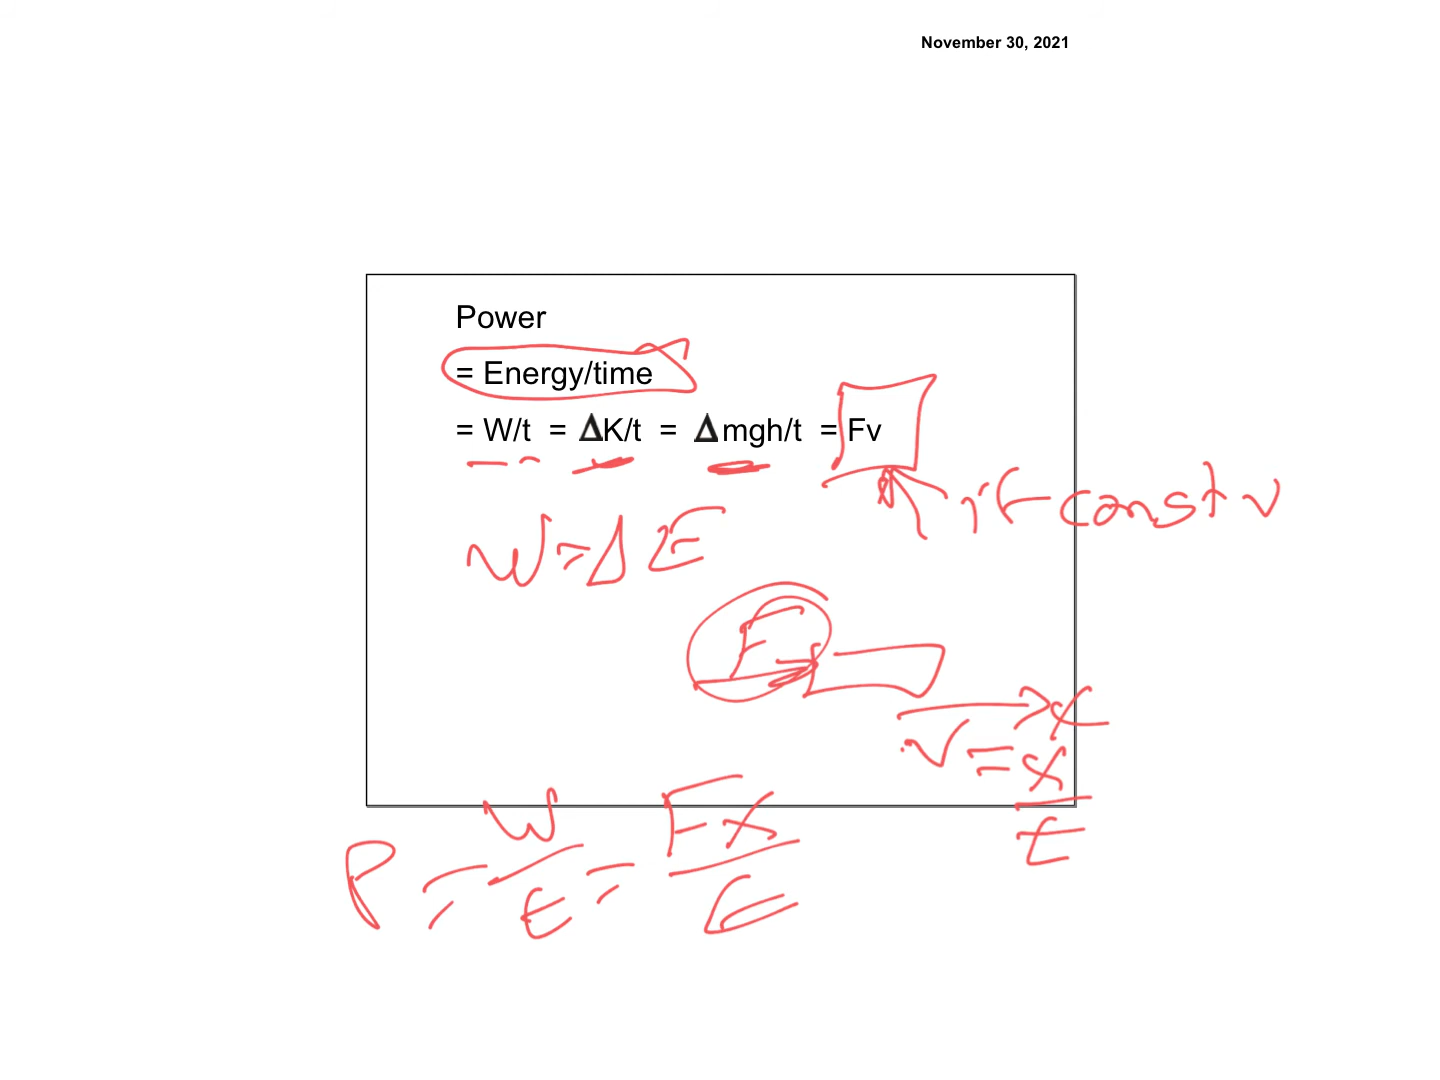 November 30, 2021
Power
= Energy/time
= W/t = ΔK/t = Δmgh/t = Fv
if const v
W = ΔE
F
x
v = x/t
P = W/t = Fx/t